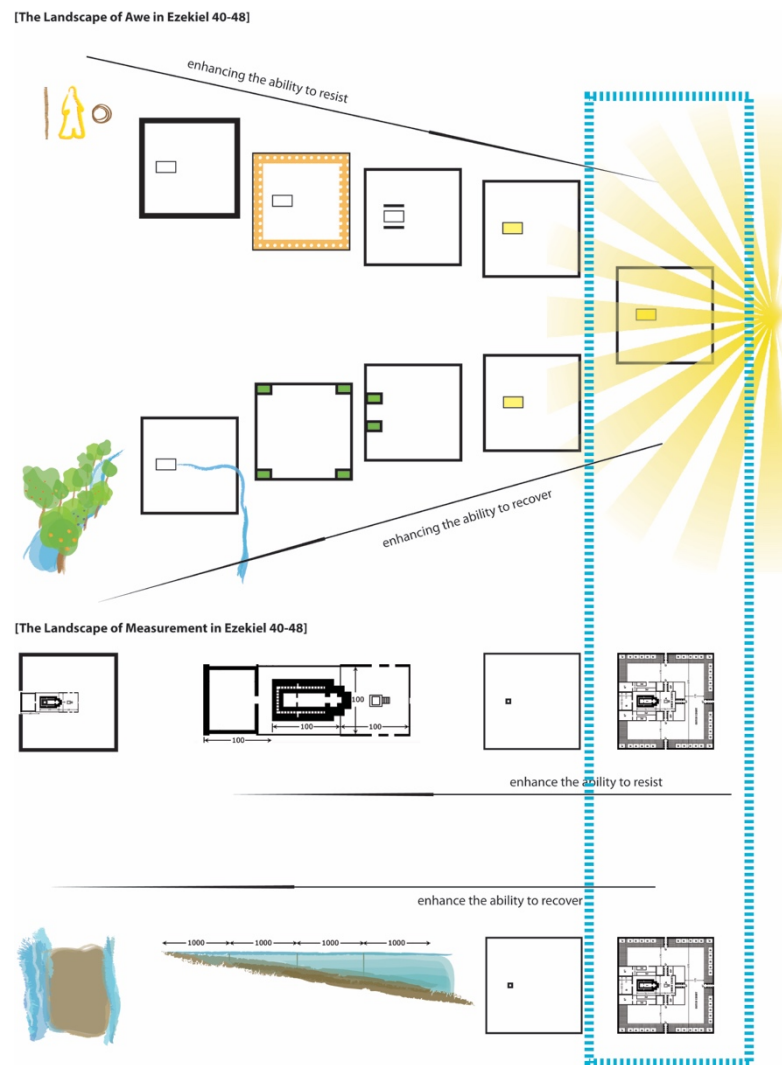 [The Landscape of Awe in Ezekiel 40-48]
enhancing the ability to resist
enhancing the ability to recover
[The Landscape of Measurement in Ezekiel 40-48]
100
100
100
100
enhance the ability to resist
enhance the ability to recover
1000 1000 1000 1000